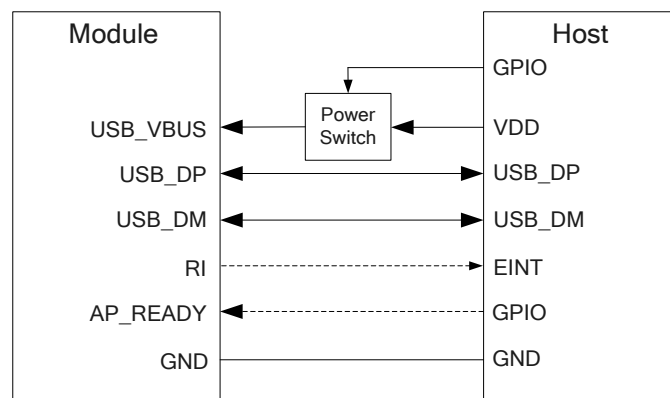 Module
Host
GPIO
Power
Switch
USB_VBUS
VDD
USB_DP
USB_DP
USB_DM
USB_DM
RI
EINT
AP_READY
GPIO
GND
GND